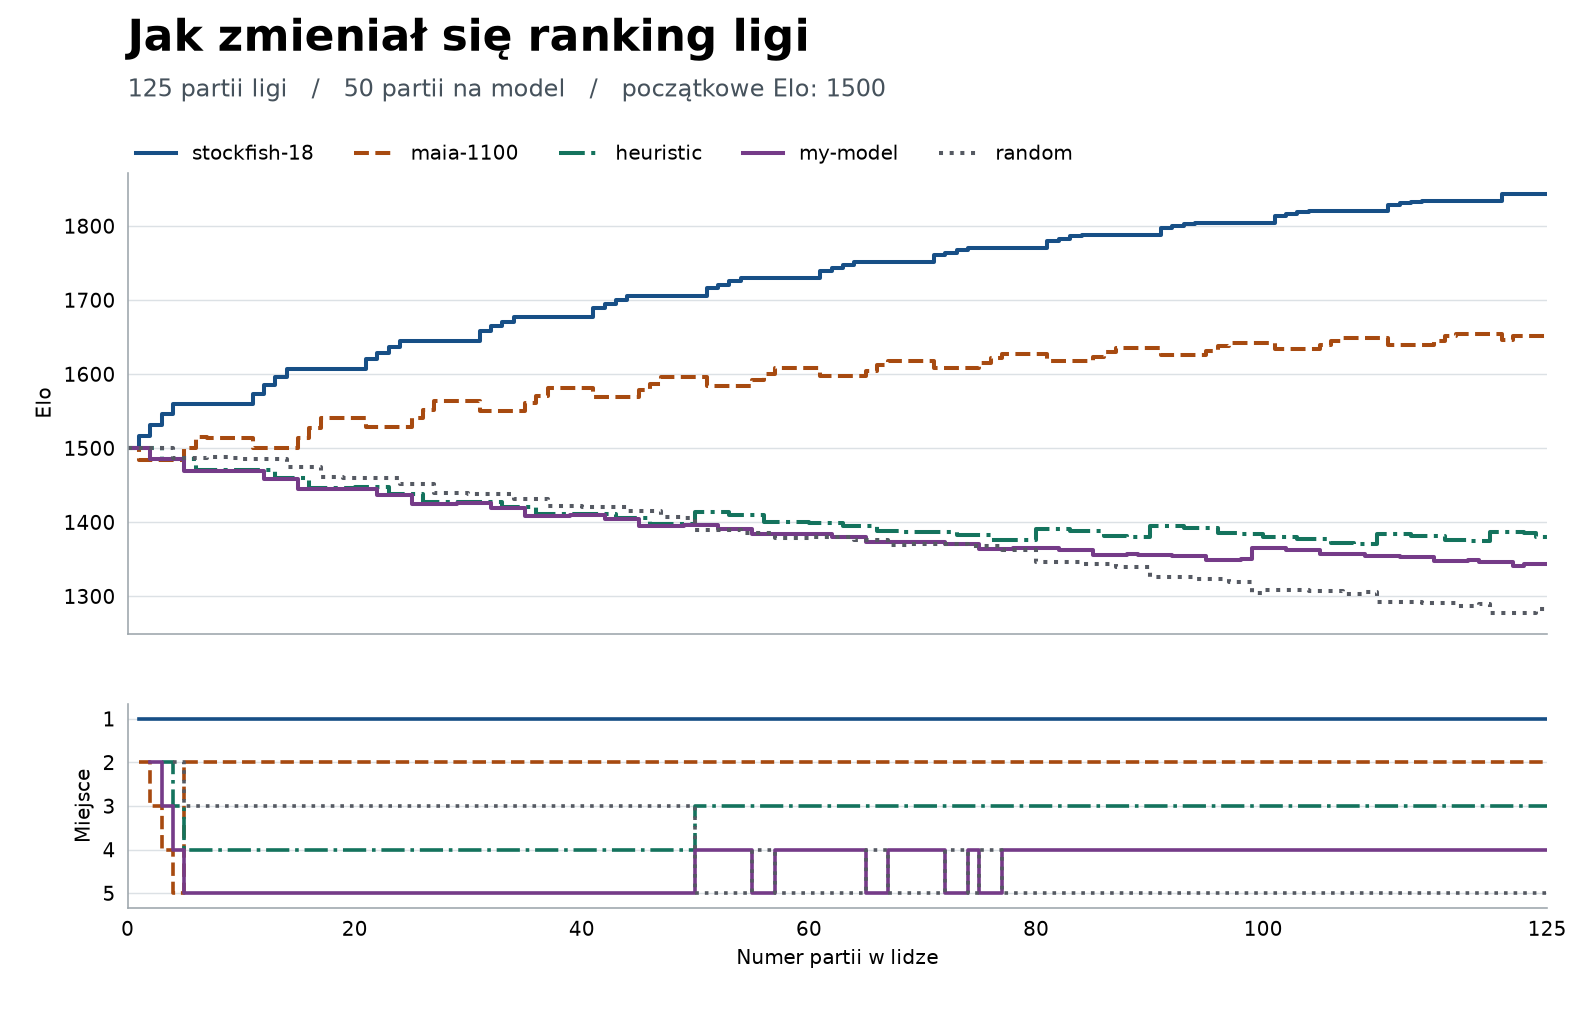 Jak zmieniał się ranking ligi
125 partii ligi / 50 partii na model / początkowe Elo: 1500
stockfish-18 maia-1100 heuristic my-model random
1800
1700
1600
1500
1400
1300
Elo
1
2
3
4
5
Miejsce
0 20 40 60 80 100 125
Numer partii w lidze